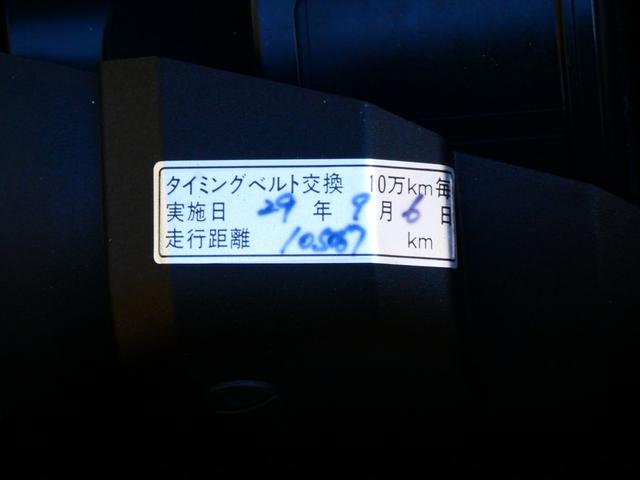 タイミングベルト交換 10万km毎
実施日 29 年 9 月 6 日
走行距離 105067 km